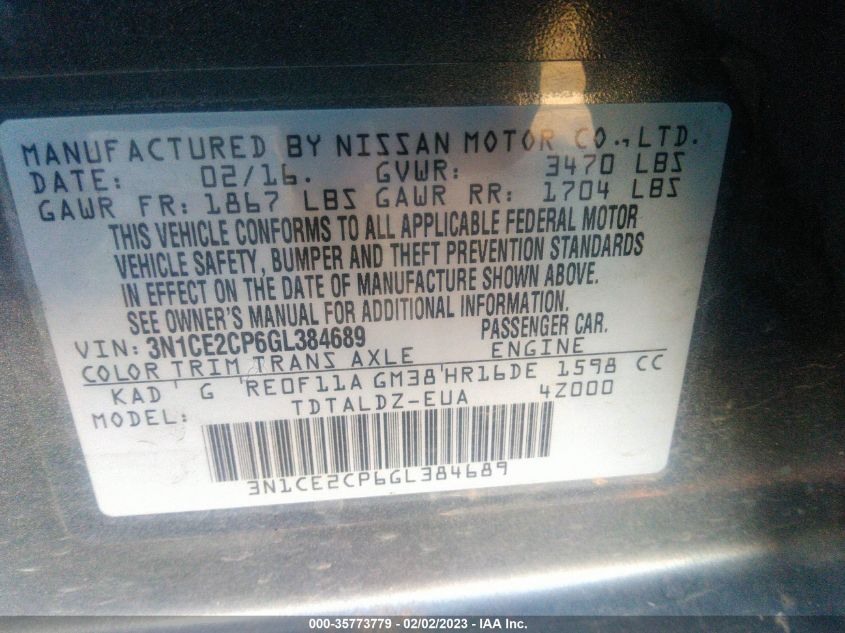 MANUFACTURED BY NISSAN MOTOR CO., LTD.
DATE: 02/16. GVWR: 3470 LBS
GAWR FR: 1867 LBS GAWR RR: 1704 LBS
THIS VEHICLE CONFORMS TO ALL APPLICABLE FEDERAL MOTOR
VEHICLE SAFETY, BUMPER AND THEFT PREVENTION STANDARDS
IN EFFECT ON THE DATE OF MANUFACTURE SHOWN ABOVE.
SEE OWNER'S MANUAL FOR ADDITIONAL INFORMATION.
VIN: 3N1CE2CP6GL384689 PASSENGER CAR.
COLOR TRIM TRANS AXLE ENGINE
KAD G RE0F11A GM38 HR16DE 1598 CC
MODEL: TDTALDZ-EUA 4Z000
3N1CE2CP6GL384689
000-35773779 - 02/02/2023 - IAA Inc.